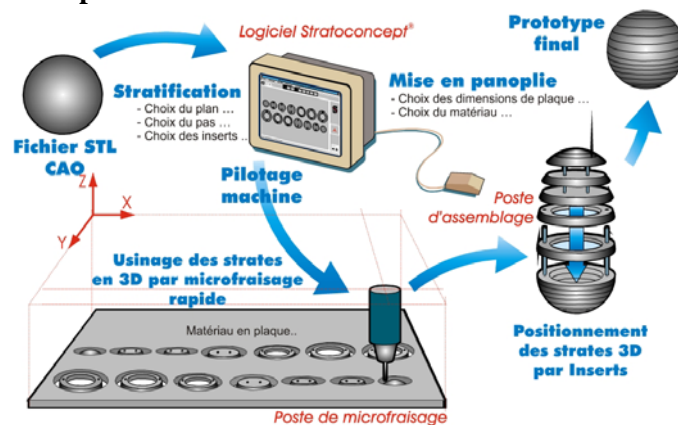 Logiciel Stratoconcept®
Prototype
final
Stratification
- Choix du plan ...
- Choix du pas ...
- Choix des inserts ..
Mise en panoplie
- Choix des dimensions de plaque ...
- Choix du matériau ...
Fichier STL
CAO
Pilotage
machine
Z
X
Y
Poste
d'assemblage
Usinage des strates
en 3D par microfraisage
rapide
Matériau en plaque..
Positionnement
des strates 3D
par Inserts
Poste de microfraisage